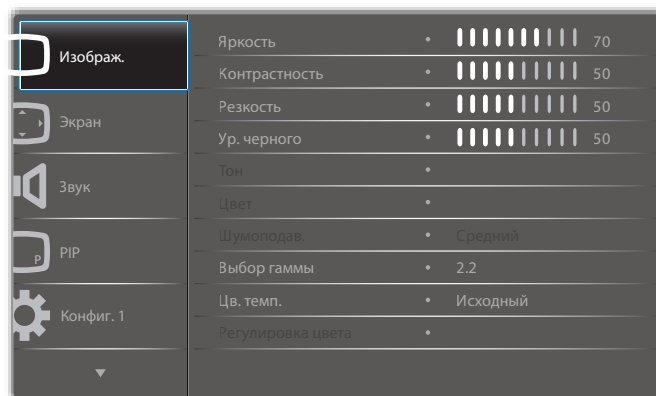 Изображ.
Экран
Звук
P
PIP
Конфиг. 1
Яркость • 70
Контрастность • 50
Резкость • 50
Ур. черного • 50
Тон •
Цвет •
Шумоподав. • Средний
Выбор гаммы • 2.2
Цв. темп. • Исходный
Регулировка цвета •